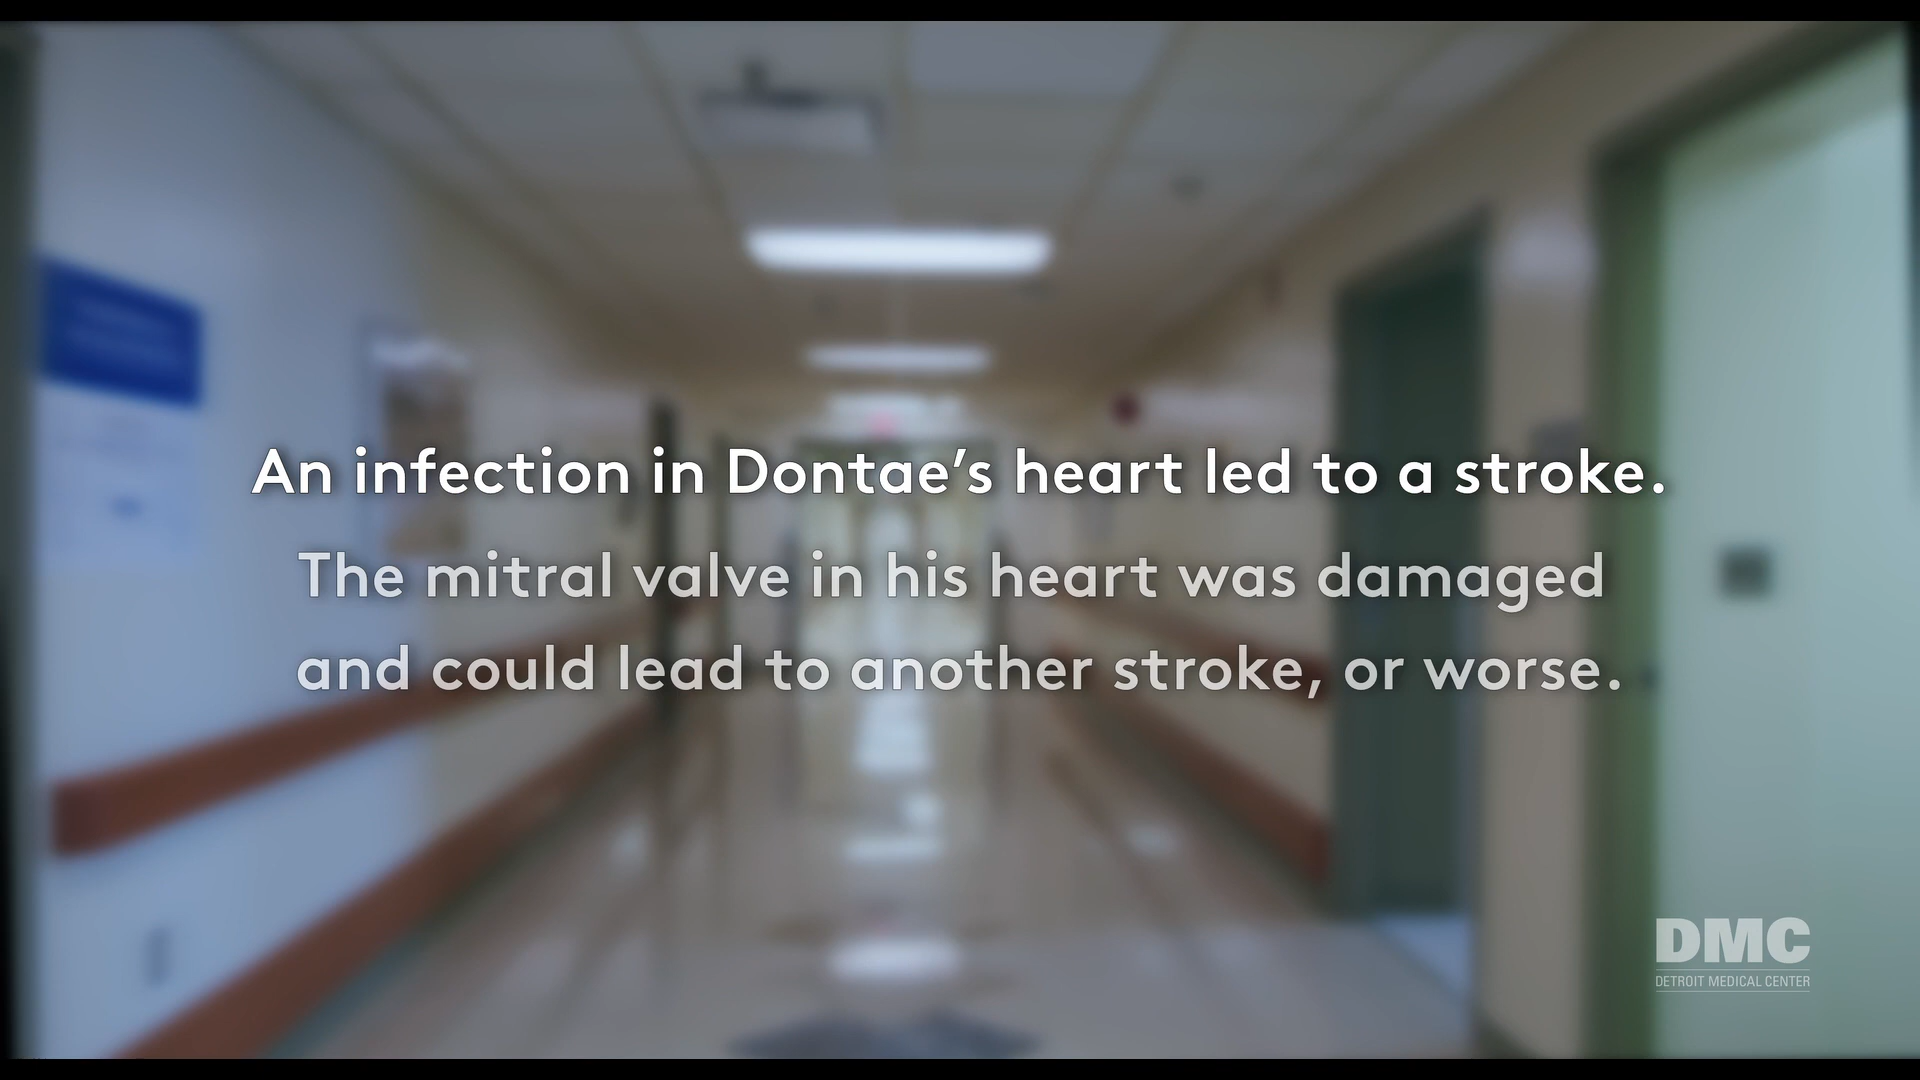 An infection in Dontae’s heart led to a stroke.
The mitral valve in his heart was damaged
and could lead to another stroke, or worse.
DMC
DETROIT MEDICAL CENTER